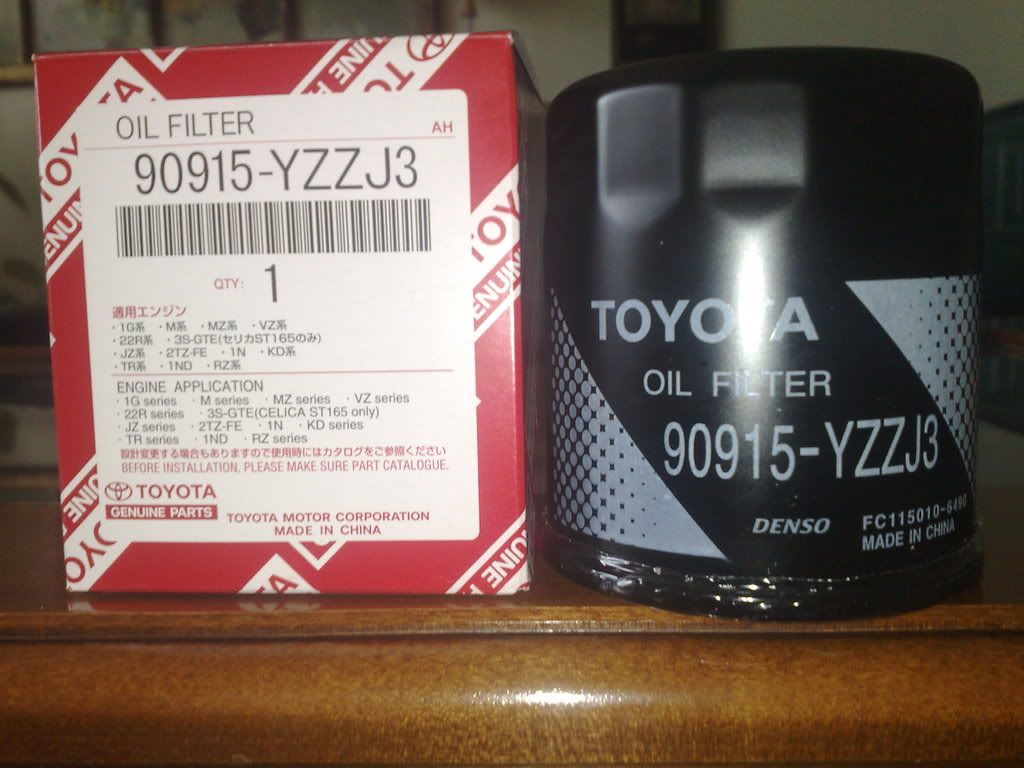 OIL FILTER
AH
90915-YZZJ3
QTY: 1
適用エンジン
・1G系 ・M系 ・MZ系 ・VZ系
・22R系 ・3S-GTE(セリカST165のみ)
・JZ系 ・2TZ-FE ・1N ・KD系
・TR系 ・1ND ・RZ系
ENGINE APPLICATION
・1G series ・M series ・MZ series ・VZ series
・22R series ・3S-GTE(CELICA ST165 only)
・JZ series ・2TZ-FE ・1N ・KD series
・TR series ・1ND ・RZ series
設計変更する場合もありますので使用時にはカタログをご参照ください
BEFORE INSTALLATION, PLEASE MAKE SURE PART CATALOGUE.
TOYOTA
GENUINE PARTS
TOYOTA MOTOR CORPORATION
MADE IN CHINA
TOYOTA
OIL FILTER
90915-YZZJ3
DENSO
FC115010-6490
MADE IN CHINA